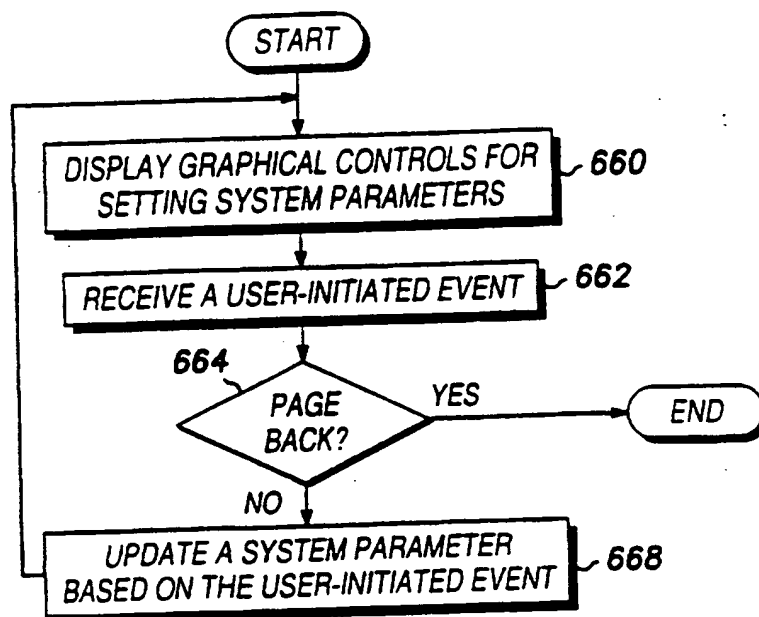 START
DISPLAY GRAPHICAL CONTROLS FOR
SETTING SYSTEM PARAMETERS
660
RECEIVE A USER-INITIATED EVENT
662
664
PAGE
BACK?
YES
END
NO
UPDATE A SYSTEM PARAMETER
BASED ON THE USER-INITIATED EVENT
668